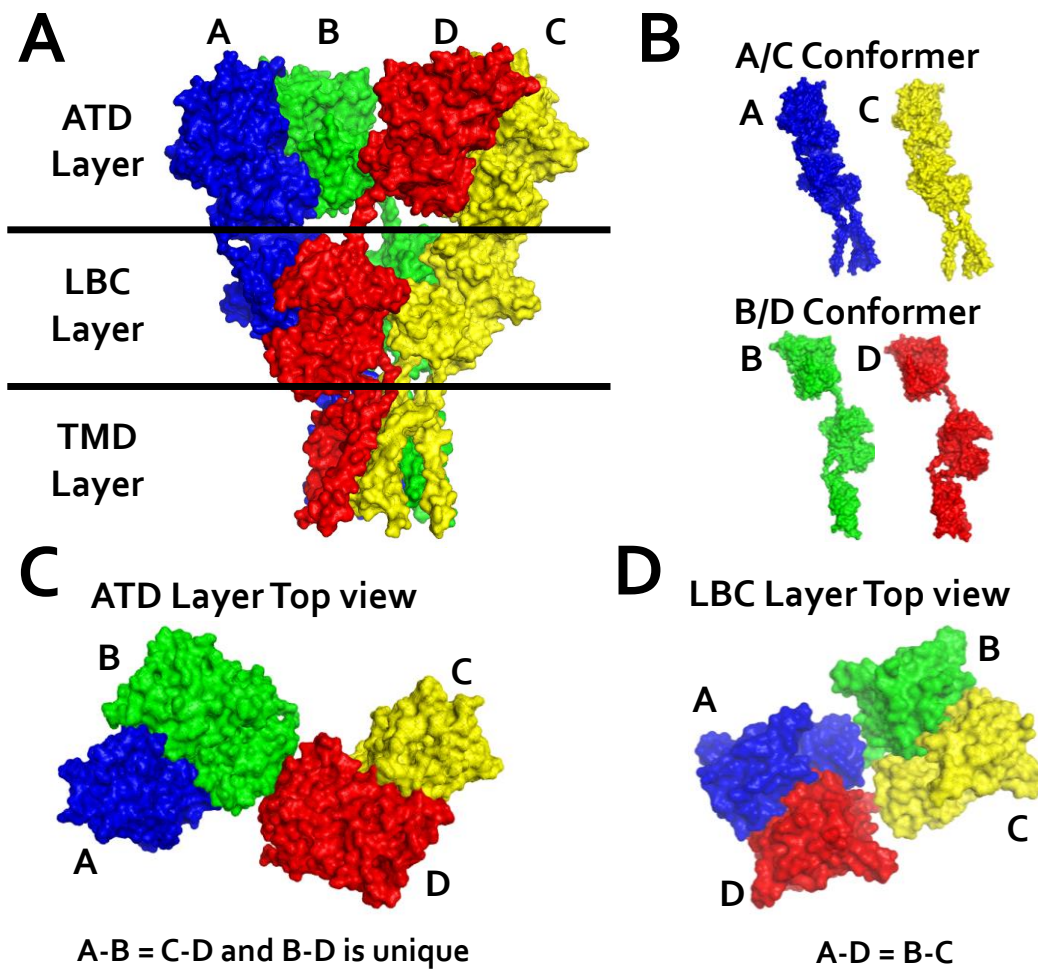 A
A B D C
ATD
Layer
LBC
Layer
TMD
Layer
B
A/C Conformer
A C
B/D Conformer
B D
C
ATD Layer Top view
B
C
A
D
A-B = C-D and B-D is unique
D
LBC Layer Top view
B
A
C
D
A-D = B-C